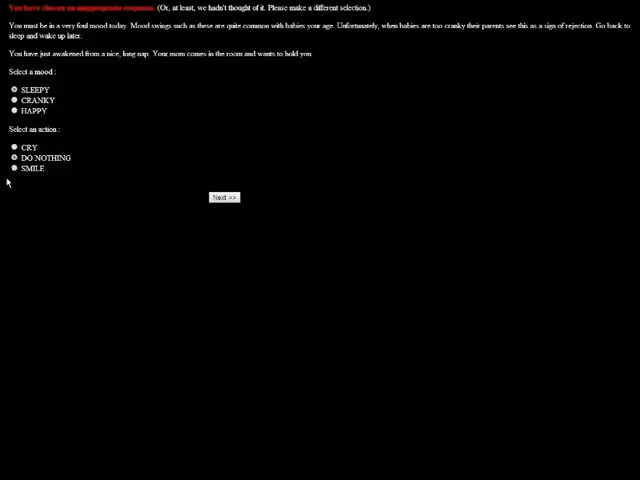 You have chosen an inappropriate response. (Or, at least, we hadn't thought of it. Please make a different selection.)
You must be in a very foul mood today. Mood swings such as these are quite common with babies your age. Unfortunately, when babies are too cranky their parents see this as a sign of rejection. Go back to
sleep and wake up later.
You have just awakened from a nice, long nap. Your mom comes in the room and wants to hold you.
Select a mood :
SLEEPY
CRANKY
HAPPY
Select an action :
CRY
DO NOTHING
SMILE
Next >>